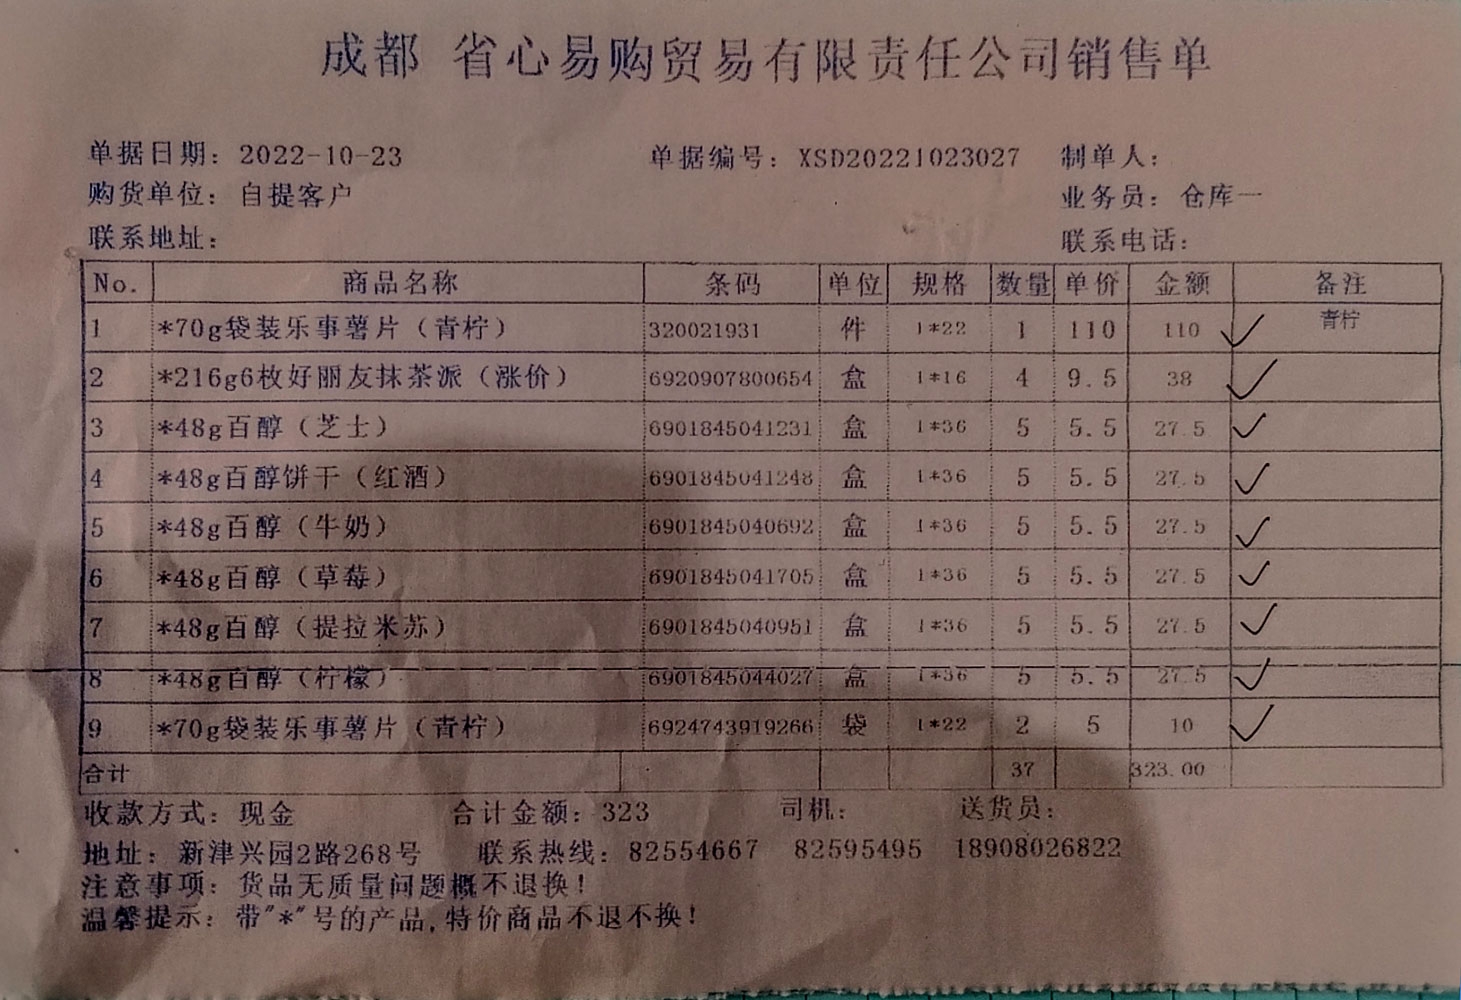 成都 省心易购贸易有限责任公司销售单
单据日期：2022-10-23 单据编号：XSD20221023027 制单人：
购货单位：自提客户 业务员：仓库一
联系地址： 联系电话：
No. 商品名称 条码 单位 规格 数量 单价 金额 备注
1 *70g袋装乐事薯片（青柠） 320021931 件 1*22 1 110 110 青柠
2 *216g6枚好丽友抹茶派（涨价） 6920907800654 盒 1*16 4 9.5 38
3 *48g百醇（芝士） 6901845041231 盒 1*36 5 5.5 27.5
4 *48g百醇饼干（红酒） 6901845041248 盒 1*36 5 5.5 27.5
5 *48g百醇（牛奶） 6901845040692 盒 1*36 5 5.5 27.5
6 *48g百醇（草莓） 6901845041705 盒 1*36 5 5.5 27.5
7 *48g百醇（提拉米苏） 6901845040951 盒 1*36 5 5.5 27.5
8 *48g百醇（柠檬） 6901845044027 盒 1*36 5 5.5 27.5
9 *70g袋装乐事薯片（青柠） 6924743919266 袋 1*22 2 5 10
合计 37 323.00
收款方式：现金 合计金额：323 司机： 送货员：
地址：新津兴园2路268号 联系热线：82554667 82595495 18908026822
注意事项：货品无质量问题概不退换！
温馨提示：带"*"号的产品,特价商品不退不换！